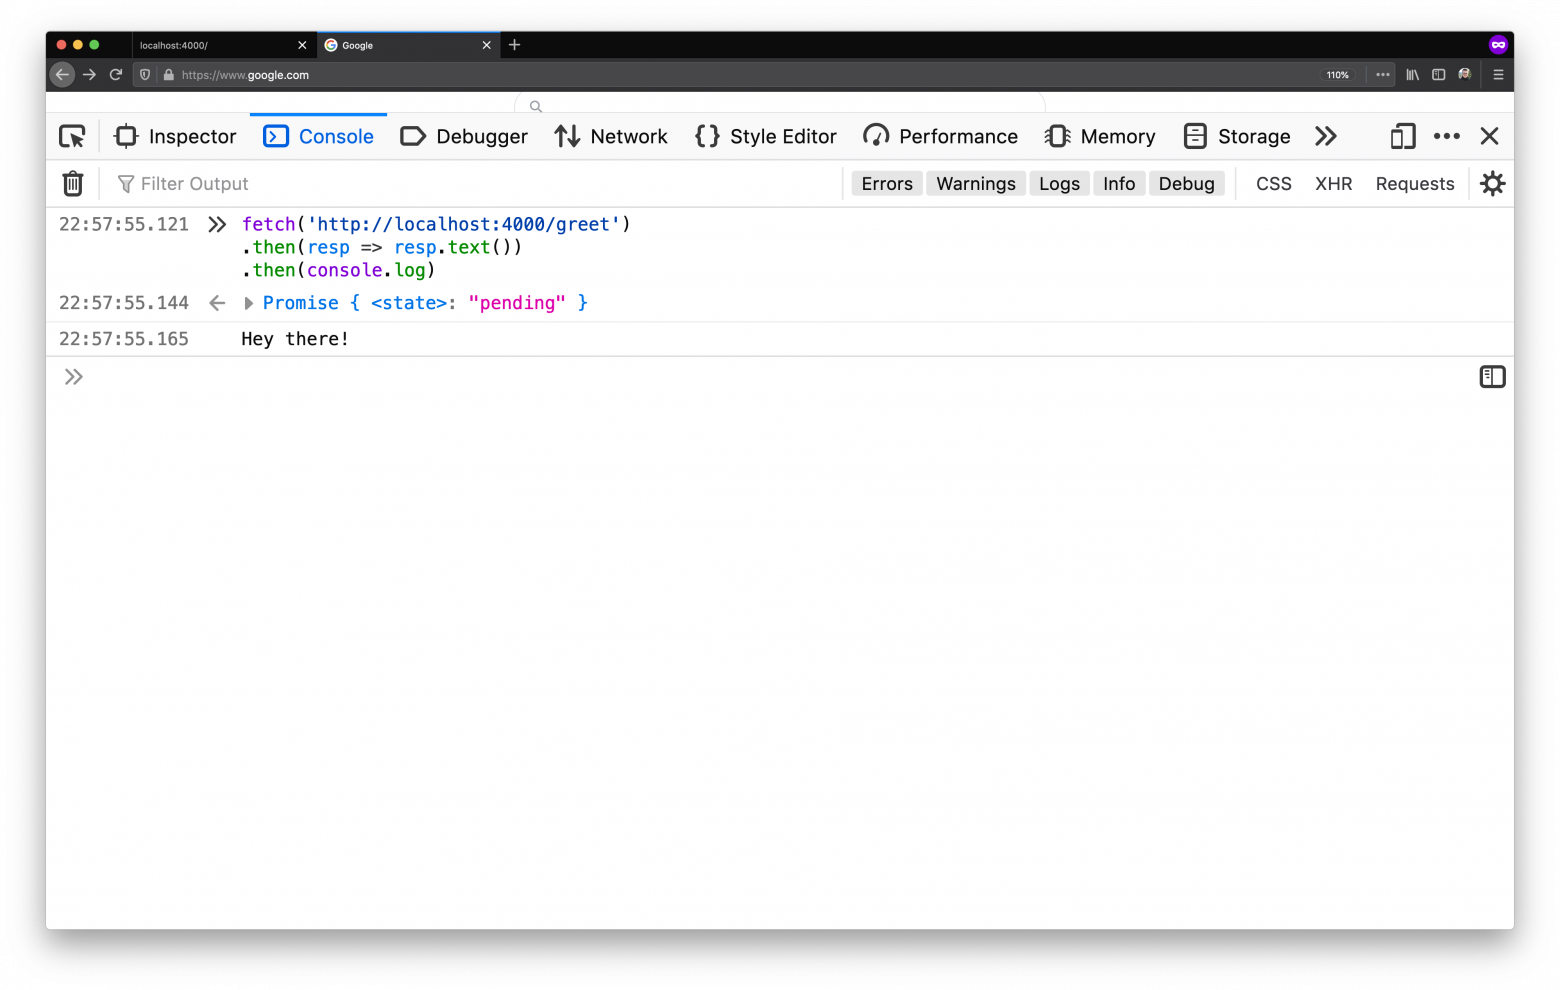 localhost:4000/
Google
https://www.google.com
110%
Inspector
Console
Debugger
Network
Style Editor
Performance
Memory
Storage
Filter Output
Errors
Warnings
Logs
Info
Debug
CSS
XHR
Requests
22:57:55.121 fetch('http://localhost:4000/greet')
.then(resp => resp.text())
.then(console.log)
22:57:55.144 Promise { <state>: "pending" }
22:57:55.165 Hey there!